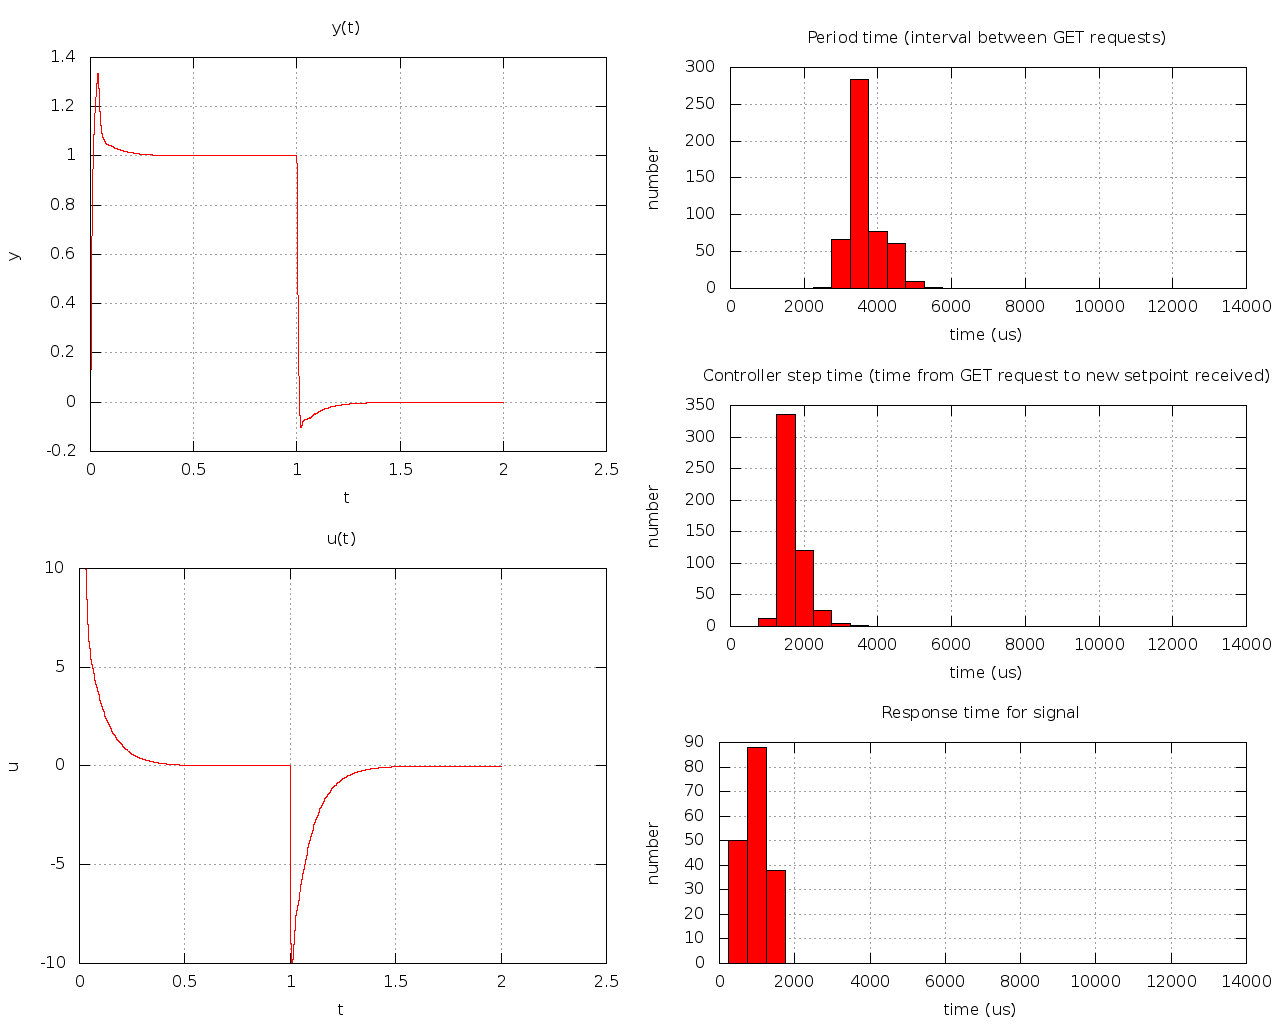 y(t)
1.4
1.2
1
0.8
0.6
0.4
0.2
0
-0.2
y
0 0.5 1 1.5 2 2.5
t
u(t)
10
5
0
-5
-10
u
0 0.5 1 1.5 2 2.5
t
Period time (interval between GET requests)
300
250
200
150
100
50
0
number
0 2000 4000 6000 8000 10000 12000 14000
time (us)
Controller step time (time from GET request to new setpoint received)
350
300
250
200
150
100
50
0
number
0 2000 4000 6000 8000 10000 12000 14000
time (us)
Response time for signal
90
80
70
60
50
40
30
20
10
0
number
0 2000 4000 6000 8000 10000 12000 14000
time (us)